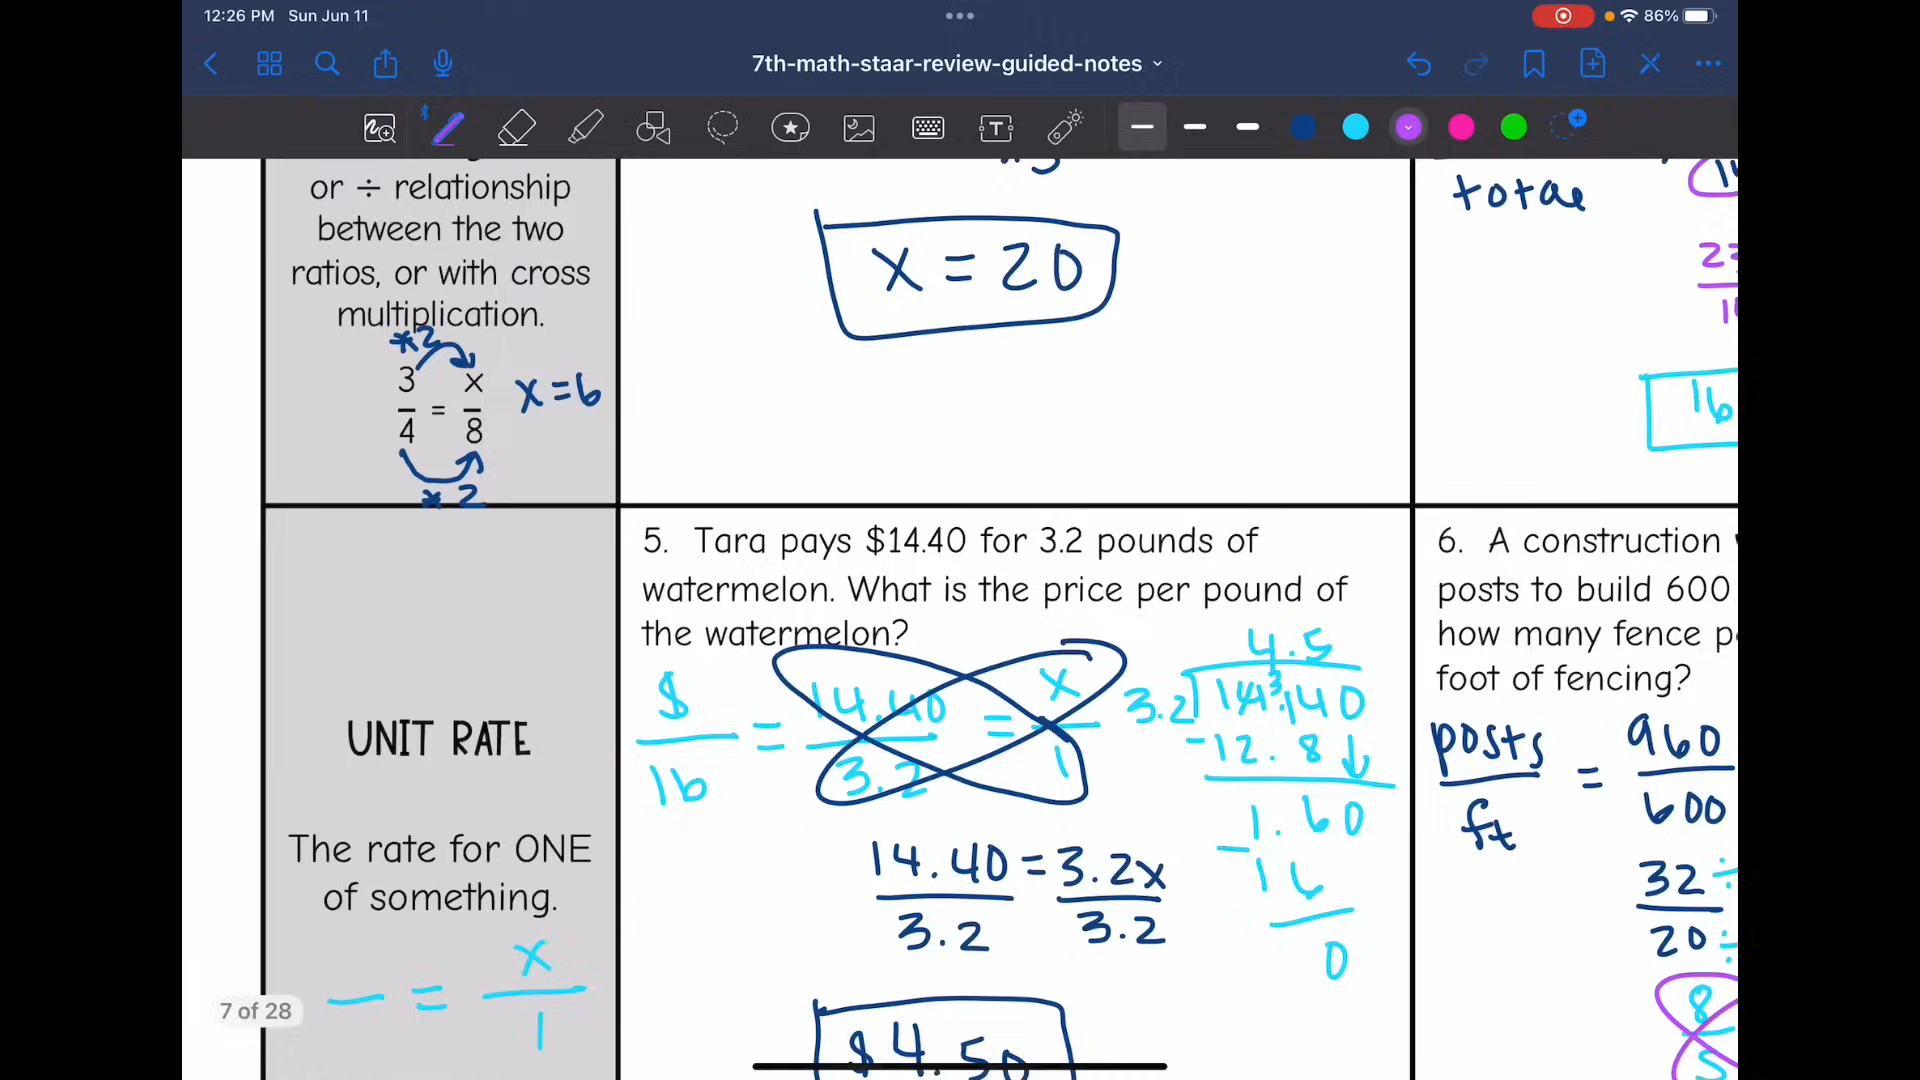 12:26 PM Sun Jun 11
86%
7th-math-staar-review-guided-notes
T
or ÷ relationship
between the two
ratios, or with cross
multiplication.
*2
3/4 = x/8 x=6
*2
x = 20
total
16
UNIT RATE
The rate for ONE
of something.
— = x/1
5. Tara pays $14.40 for 3.2 pounds of
watermelon. What is the price per pound of
the watermelon?
$/lb = 14.40/3.2 = x/1
4.5
3.2 14.40
-12.8
1.60
-16
0
14.40/3.2 = 3.2x/3.2
$4.50
6. A construction
posts to build 600
how many fence p
foot of fencing?
posts/ft = 960/600
32 ÷
20 ÷
8
5
7 of 28